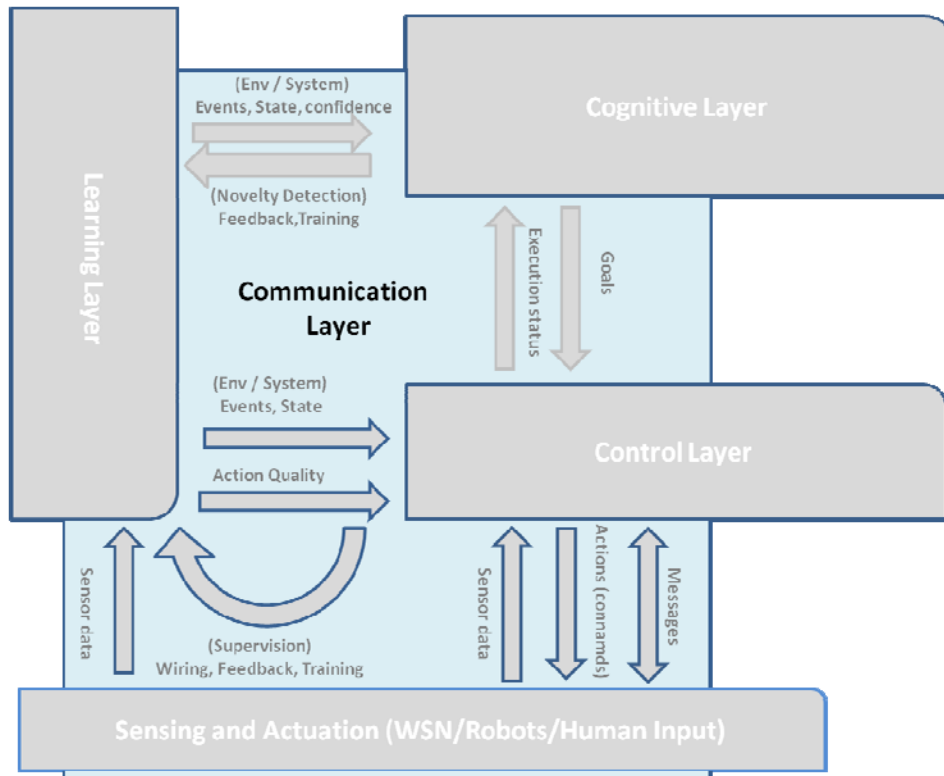 (Env / System)
Events, State, confidence
Cognitive Layer
Learning Layer
(Novelty Detection)
Feedback,Training
Execution status
Goals
Communication
Layer
(Env / System)
Events, State
Control Layer
Action Quality
Sensor data
(Supervision)
Wiring, Feedback, Training
Sensor data
Actions (connamds)
Messages
Sensing and Actuation (WSN/Robots/Human Input)